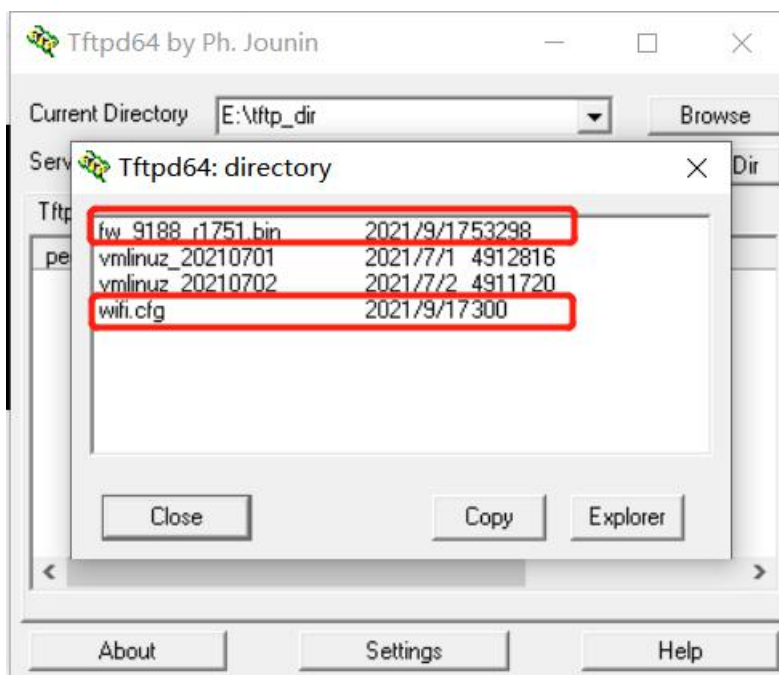 Tftpd64 by Ph. Jounin
Current Directory E:\tftp_dir Browse
Serv Dir
Tftpd64: directory
Tftp
pe
fw_9188_r1751.bin 2021/9/1753298
vmlinuz_20210701 2021/7/1 4912816
vmlinuz_20210702 2021/7/2 4911720
wifi.cfg 2021/9/17300
Close Copy Explorer
About Settings Help